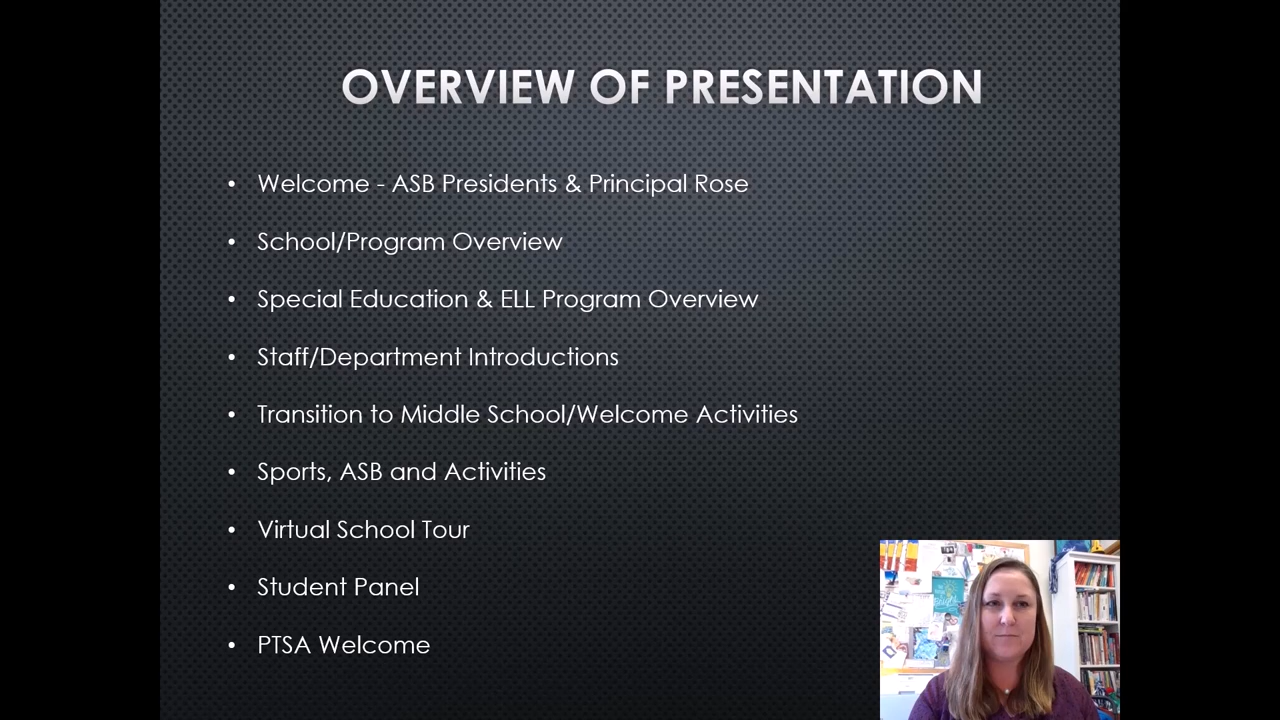 OVERVIEW OF PRESENTATION
• Welcome - ASB Presidents & Principal Rose
• School/Program Overview
• Special Education & ELL Program Overview
• Staff/Department Introductions
• Transition to Middle School/Welcome Activities
• Sports, ASB and Activities
• Virtual School Tour
• Student Panel
• PTSA Welcome